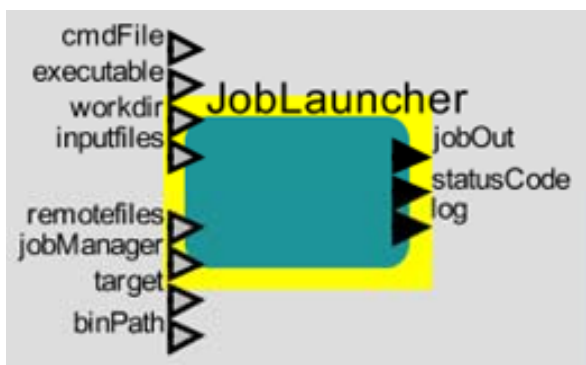 cmdFile
executable
workdir
inputfiles
remotefiles
jobManager
target
binPath
JobLauncher
jobOut
statusCode
log